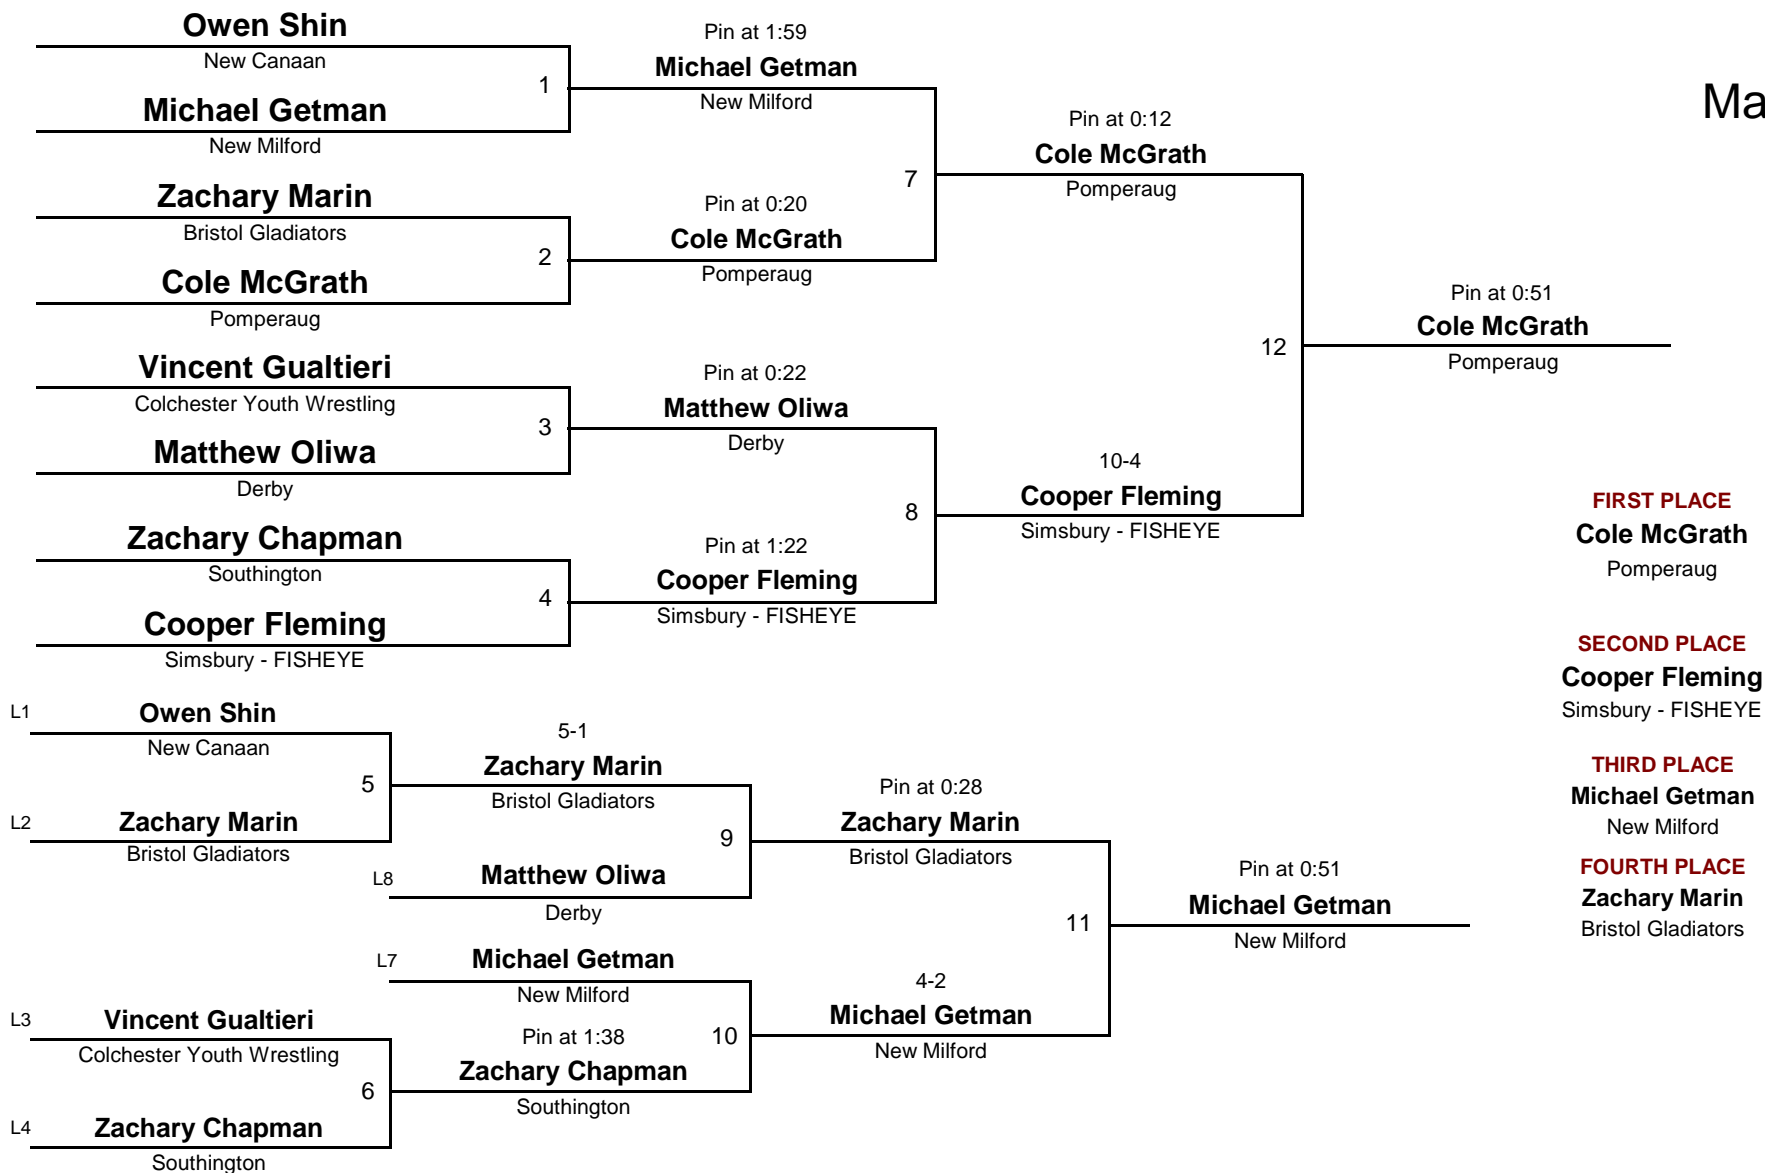 Owen Shin
New Canaan
1
Michael Getman
New Milford
Zachary Marin
Bristol Gladiators
2
Cole McGrath
Pomperaug
Vincent Gualtieri
Colchester Youth Wrestling
3
Matthew Oliwa
Derby
Zachary Chapman
Southington
4
Cooper Fleming
Simsbury - FISHEYE
Pin at 1:59
Michael Getman
New Milford
7
Pin at 0:20
Cole McGrath
Pomperaug
Pin at 0:22
Matthew Oliwa
Derby
8
Pin at 1:22
Cooper Fleming
Simsbury - FISHEYE
Pin at 0:12
Cole McGrath
Pomperaug
12
10-4
Cooper Fleming
Simsbury - FISHEYE
Pin at 0:51
Cole McGrath
Pomperaug
Ma
FIRST PLACE
Cole McGrath
Pomperaug
SECOND PLACE
Cooper Fleming
Simsbury - FISHEYE
THIRD PLACE
Michael Getman
New Milford
FOURTH PLACE
Zachary Marin
Bristol Gladiators
L1
Owen Shin
New Canaan
5
L2
Zachary Marin
Bristol Gladiators
L3
Vincent Gualtieri
Colchester Youth Wrestling
6
L4
Zachary Chapman
Southington
5-1
Zachary Marin
Bristol Gladiators
9
L8
Matthew Oliwa
Derby
L7
Michael Getman
New Milford
10
Pin at 1:38
Zachary Chapman
Southington
Pin at 0:28
Zachary Marin
Bristol Gladiators
11
4-2
Michael Getman
New Milford
Pin at 0:51
Michael Getman
New Milford